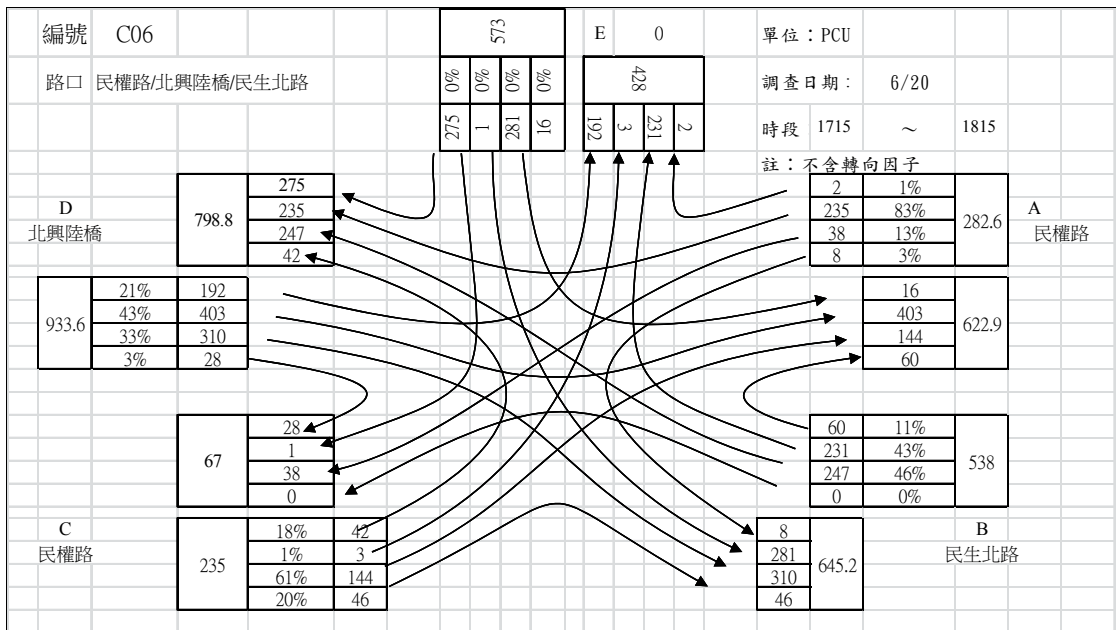 編號 C06 573 E 0 單位：PCU
路口 民權路/北興陸橋/民生北路 0% 0% 0% 0% 428 調查日期： 6/20
275 1 281 16 192 3 231 2 時段 1715 ～ 1815
註：不含轉向因子
275 2 1%
D 798.8 235 235 83% 282.6 A
北興陸橋 247 38 13% 民權路
42 8 3%
21% 192 16
933.6 43% 403 403 622.9
33% 310 144
3% 28 60
28 60 11%
67 1 231 43% 538
38 247 46%
0 0 0%
C 18% 42 8 B
民權路 235 1% 3 281 645.2 民生北路
61% 144 310
20% 46 46